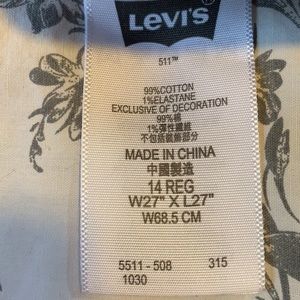 LEVI'S
511™
99%COTTON
1%ELASTANE
EXCLUSIVE OF DECORATION
99%棉
1%彈性纖維
不包括裝飾部分
MADE IN CHINA
中國製造
14 REG
W27" X L27"
W68.5 CM
5511 - 508 315
1030